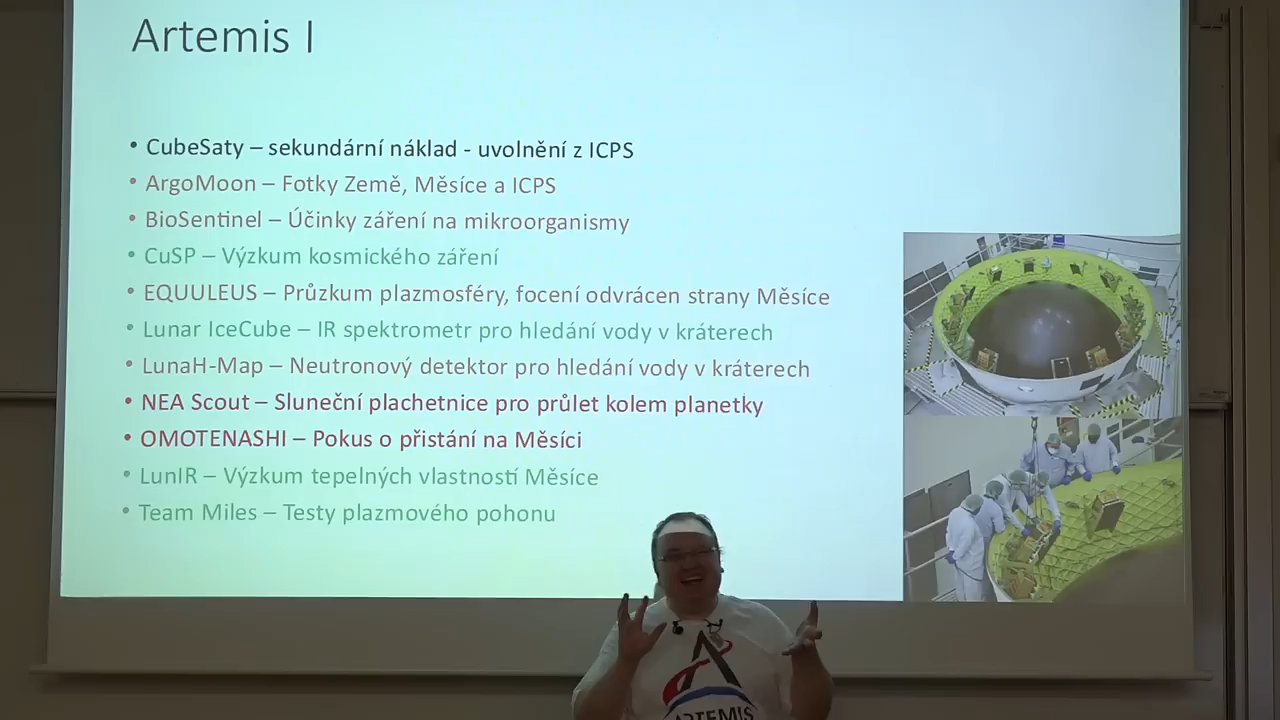 Artemis I
• CubeSaty – sekundární náklad - uvolnění z ICPS
• ArgoMoon – Fotky Země, Měsíce a ICPS
• BioSentinel – Účinky záření na mikroorganismy
• CuSP – Výzkum kosmického záření
• EQUULEUS – Průzkum plazmosféry, focení odvrácen strany Měsíce
• Lunar IceCube – IR spektrometr pro hledání vody v kráterech
• LunaH-Map – Neutronový detektor pro hledání vody v kráterech
• NEA Scout – Sluneční plachetnice pro průlet kolem planetky
• OMOTENASHI – Pokus o přistání na Měsíci
• LunIR – Výzkum tepelných vlastností Měsíce
• Team Miles – Testy plazmového pohonu
ARTEMIS